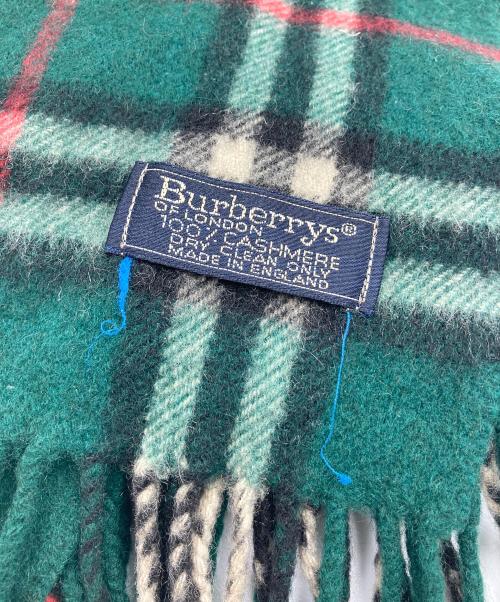 Burberrys®
OF LONDON
100% CASHMERE
DRY CLEAN ONLY
MADE IN ENGLAND